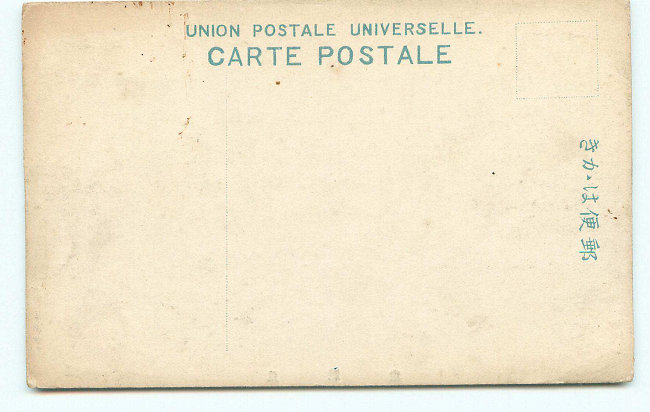 UNION POSTALE UNIVERSELLE.
CARTE POSTALE
郵便はかき